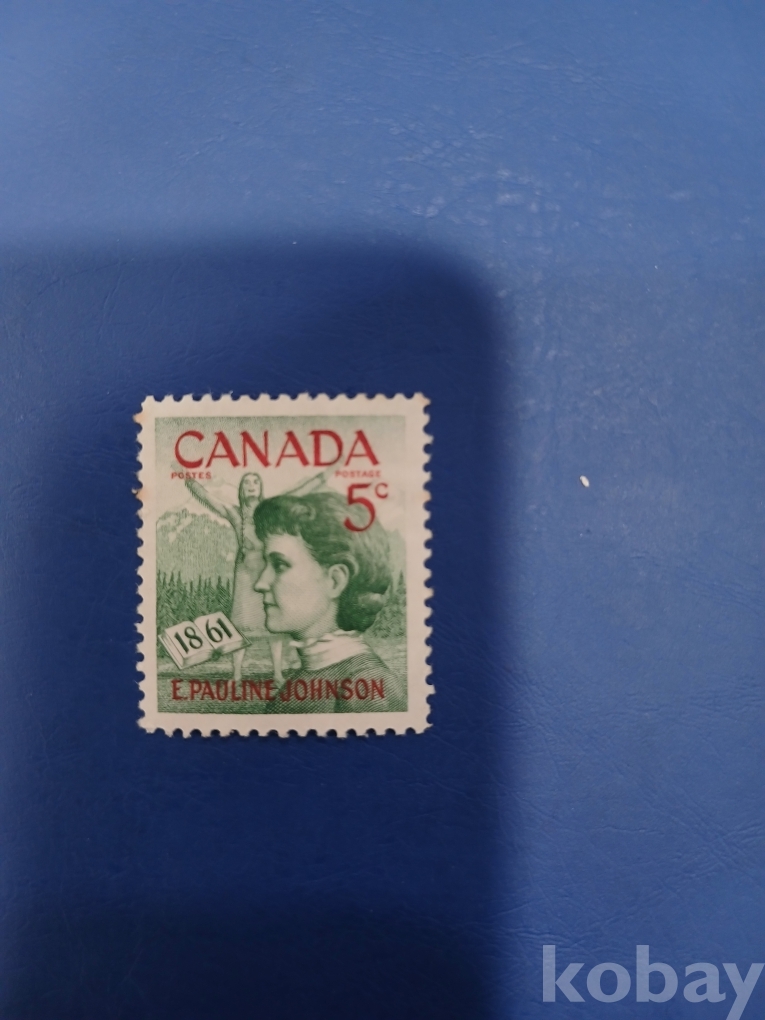 CANADA
POSTES POSTAGE
5c
1861
E. PAULINE JOHNSON
kobay